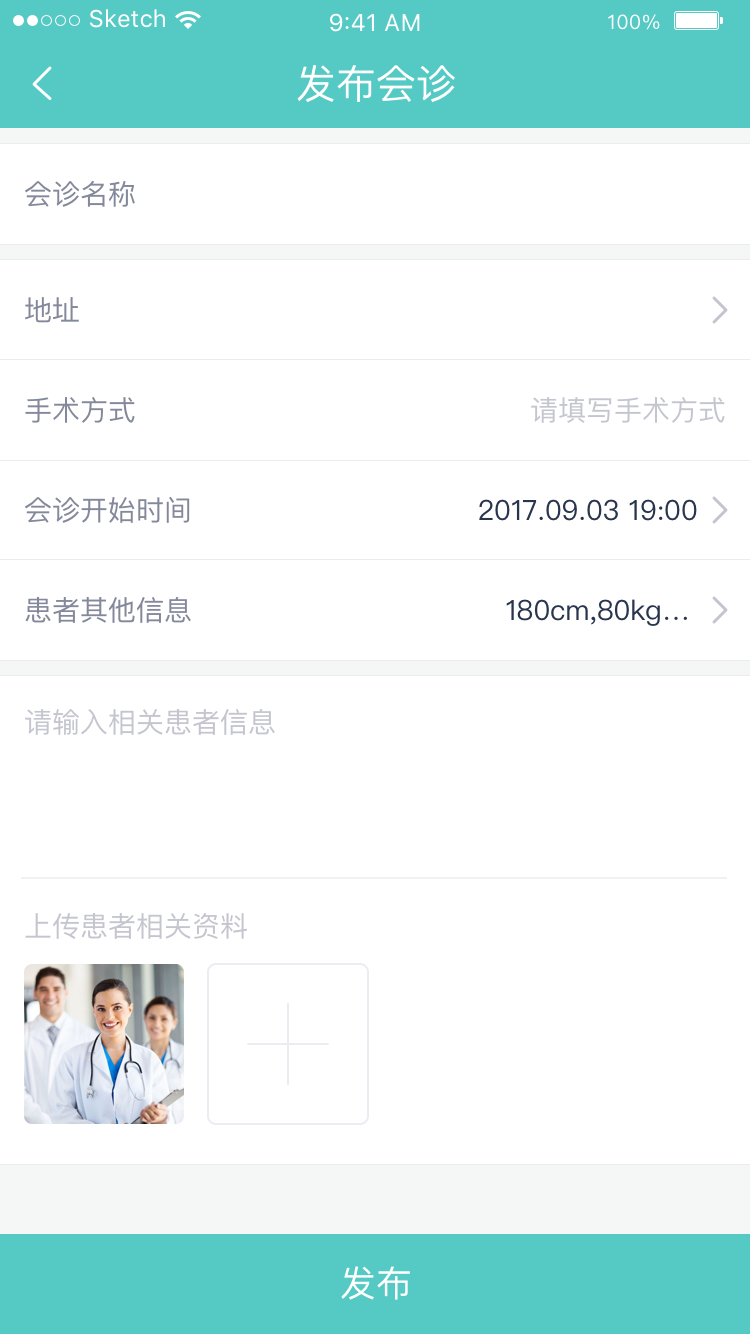 Sketch 9:41 AM 100%
发布会诊
会诊名称
地址
手术方式 请填写手术方式
会诊开始时间 2017.09.03 19:00
患者其他信息 180cm,80kg...
请输入相关患者信息
上传患者相关资料
发布